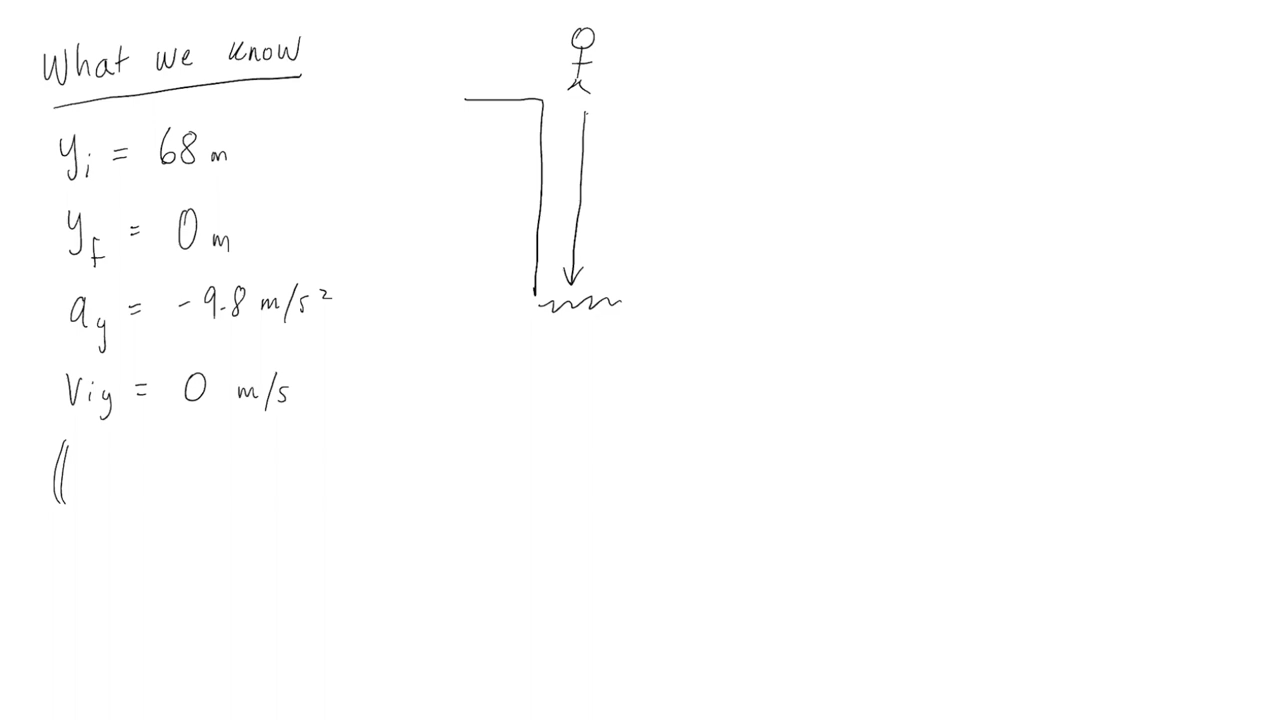 What we know
yi = 68 m
yf = 0 m
ay = -9.8 m/s²
viy = 0 m/s
((